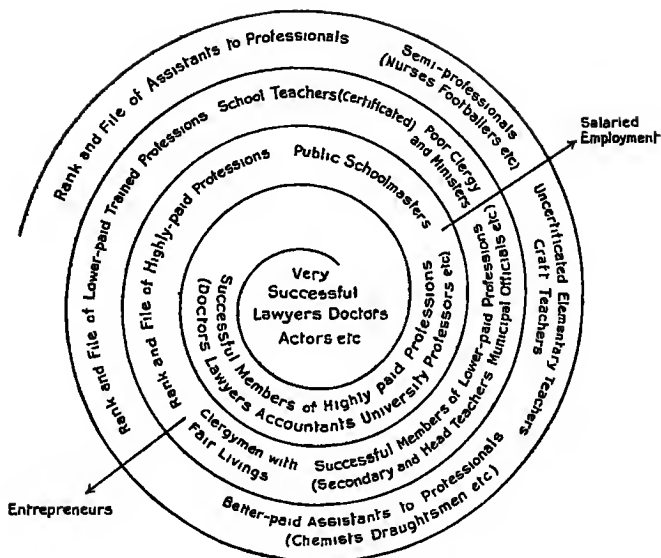 Very
Successful
Lawyers Doctors
Actors etc
Successful Members of Highly paid Professions
(Doctors Lawyers Accountants University Professors etc)
Public Schoolmasters
Rank and File of Highly-paid Professions
Clergymen with
Fair Livings
Successful Members of Lower-paid Professions
(Secondary and Head Teachers Municipal Officials etc)
Poor Clergy
and Ministers
School Teachers (Certificated)
Rank and File of Lower-paid Trained Professions
Better-paid Assistants to Professionals
(Chemists Draughtsmen etc)
Uncertificated Elementary Teachers
Craft Teachers
Semi-professionals
(Nurses Footballers etc)
Rank and File of Assistants to Professionals
Salaried
Employment
Entrepreneurs